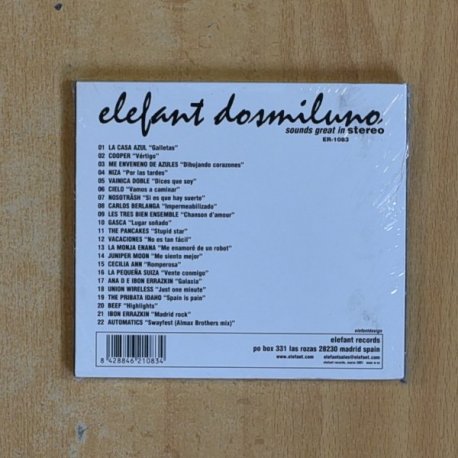 elefant dosmiluno
sounds great in stereo
ER-1083
01 LA CASA AZUL "Galletas"
02 COOPER "Vértigo"
03 ME ENVENENO DE AZULES "Dibujando corazones"
04 NIZA "Por las tardes"
05 VAINICA DOBLE "Dices que soy"
06 CIELO "Vamos a caminar"
07 NOSOTRÄSH "Si es que hay suerte"
08 CARLOS BERLANGA "Impermeabilizado"
09 LES TRES BIEN ENSEMBLE "Chanson d'amour"
10 GASCA "Lugar soñado"
11 THE PANCAKES "Stupid star"
12 VACACIONES "No es tan fácil"
13 LA MONJA ENANA "Me enamoré de un robot"
14 JUNIPER MOON "Me siento mejor"
15 CECILIA ANN "Romperosa"
16 LA PEQUEÑA SUIZA "Vente conmigo"
17 ANA D E IBON ERRAZKIN "Galaxia"
18 UNION WIRELESS "Just one minute"
19 THE PRIBATA IDAHO "Spain is pain"
20 BEEF "Highlights"
21 IBON ERRAZKIN "Madrid rock"
22 AUTOMATICS "Swayfest (Almax Brothers mix)"
elefantdesign
elefant records
po box 331 las rozas 28230 madrid spain
www.elefant.com elefantsales@elefant.com
8 428846 210834